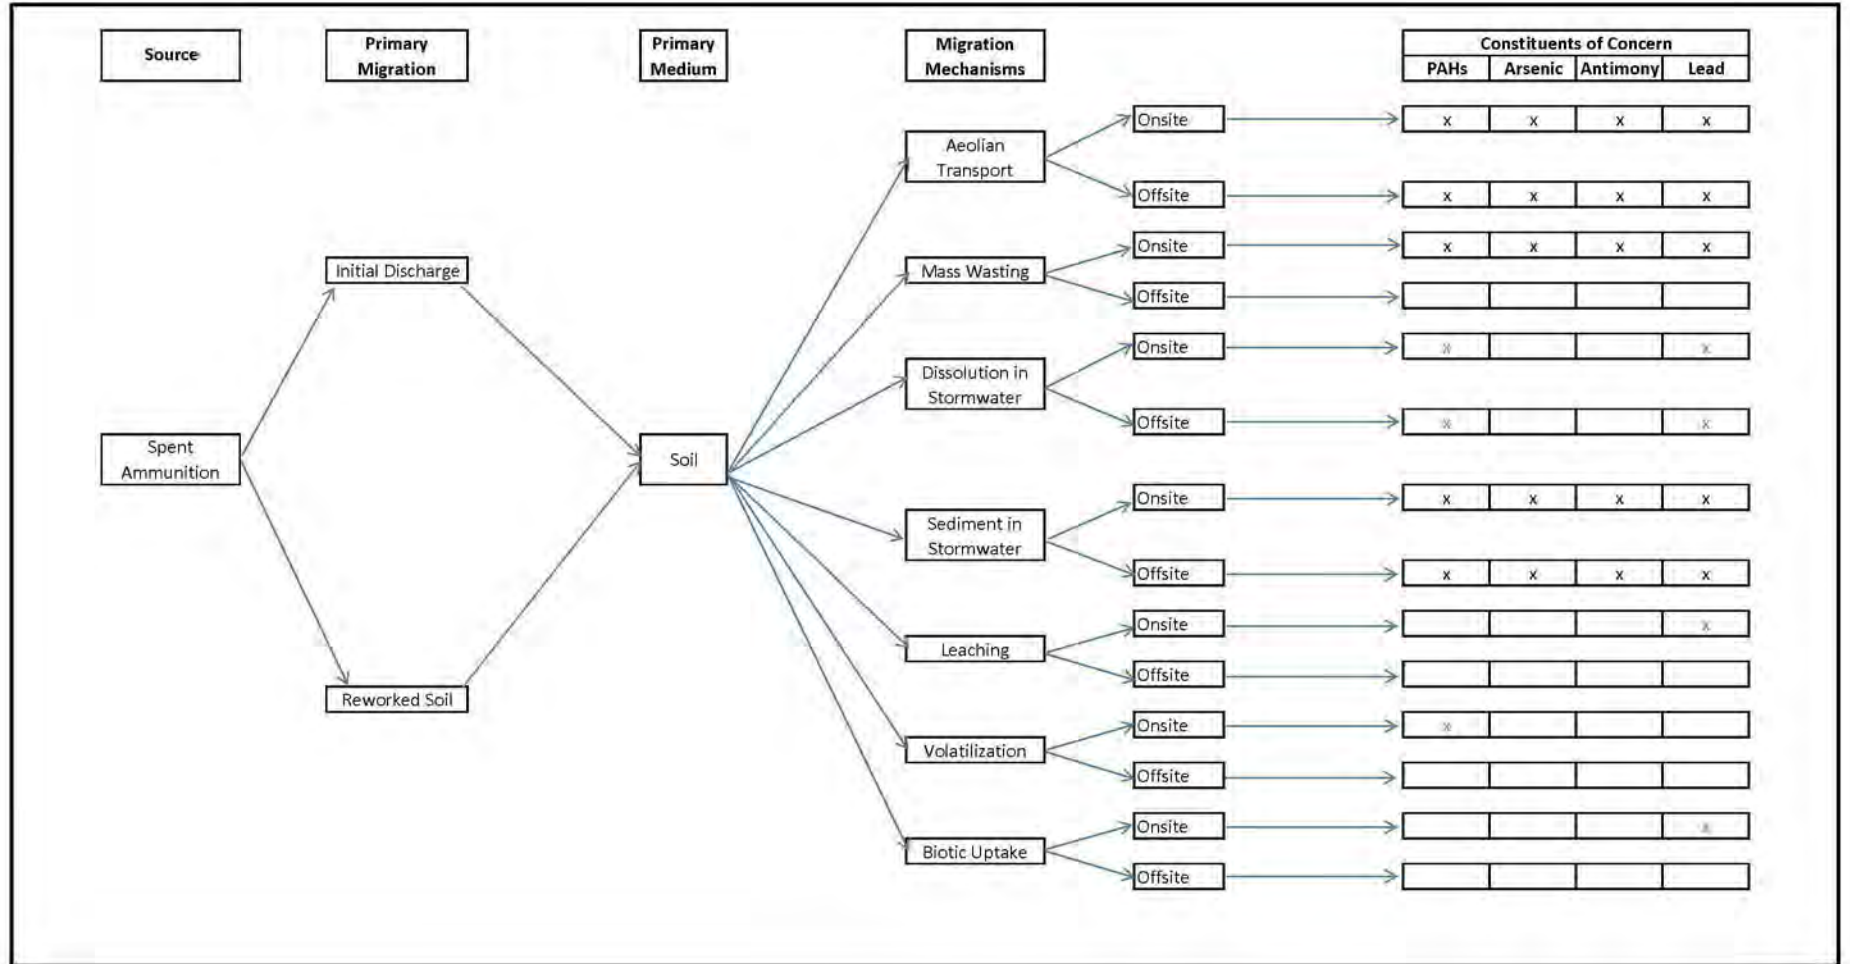 Source
Primary
Migration
Primary
Medium
Migration
Mechanisms
Constituents of Concern
PAHs Arsenic Antimony Lead
Onsite x x x x
Aeolian
Transport
Offsite x x x x
Onsite x x x x
Initial Discharge
Mass Wasting
Offsite
Onsite x x
Dissolution in
Stormwater
Offsite x x
Spent
Ammunition
Soil
Onsite x x x x
Sediment in
Stormwater
Offsite x x x x
Onsite x
Leaching
Offsite
Reworked Soil
Onsite x
Volatilization
Offsite
Onsite x
Biotic Uptake
Offsite